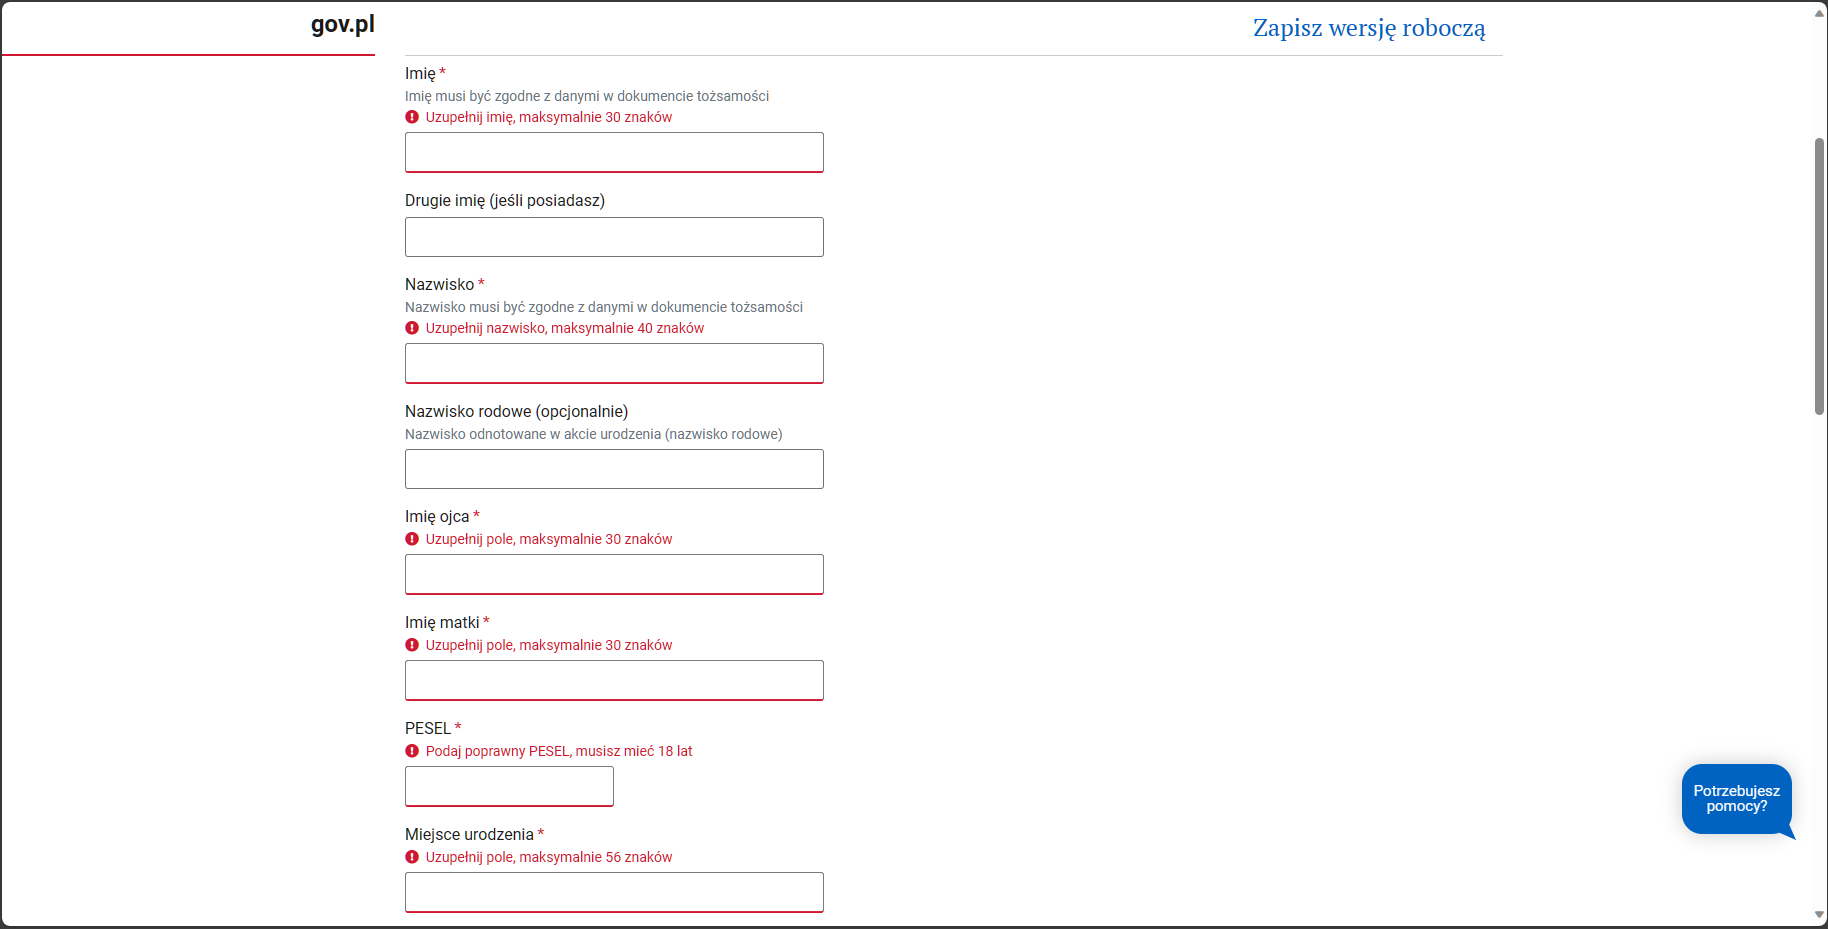 gov.pl
Zapisz wersję roboczą
Imię *
Imię musi być zgodne z danymi w dokumencie tożsamości
Uzupełnij imię, maksymalnie 30 znaków
Drugie imię (jeśli posiadasz)
Nazwisko *
Nazwisko musi być zgodne z danymi w dokumencie tożsamości
Uzupełnij nazwisko, maksymalnie 40 znaków
Nazwisko rodowe (opcjonalnie)
Nazwisko odnotowane w akcie urodzenia (nazwisko rodowe)
Imię ojca *
Uzupełnij pole, maksymalnie 30 znaków
Imię matki *
Uzupełnij pole, maksymalnie 30 znaków
PESEL *
Podaj poprawny PESEL, musisz mieć 18 lat
Potrzebujesz
pomocy?
Miejsce urodzenia *
Uzupełnij pole, maksymalnie 56 znaków